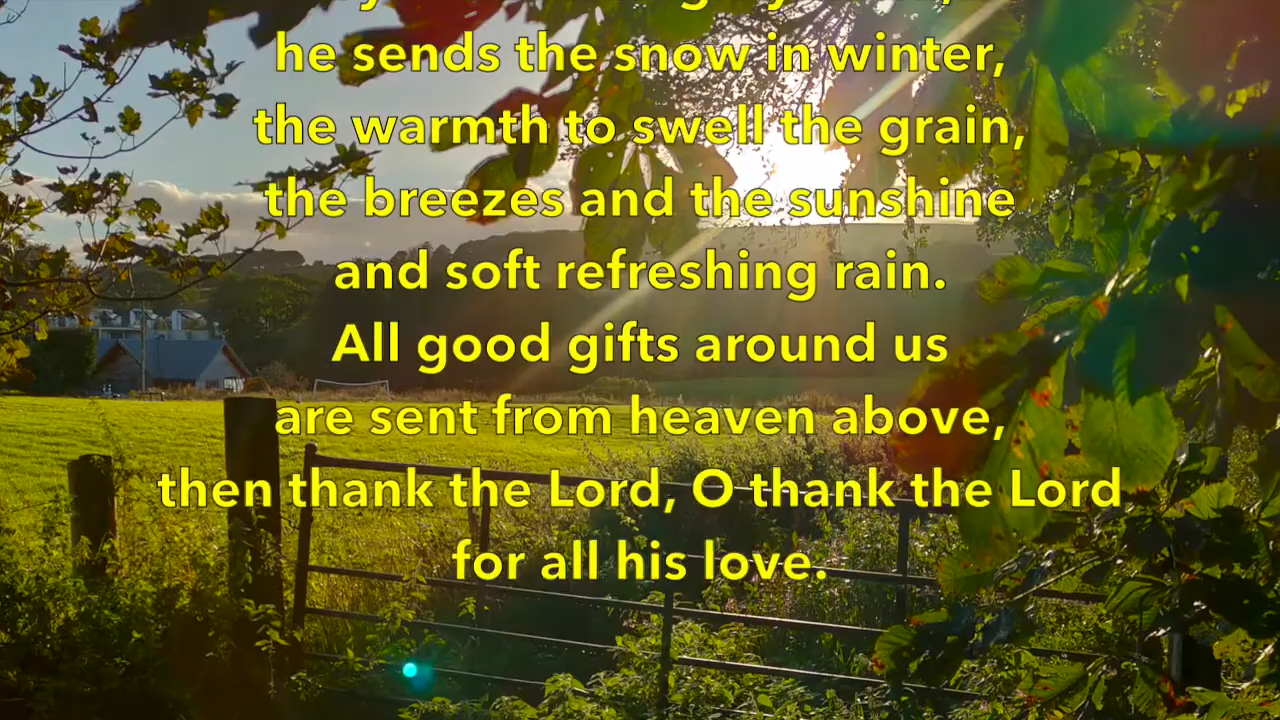 he sends the snow in winter,
the warmth to swell the grain,
the breezes and the sunshine
and soft refreshing rain.
All good gifts around us
are sent from heaven above,
then thank the Lord, O thank the Lord
for all his love.